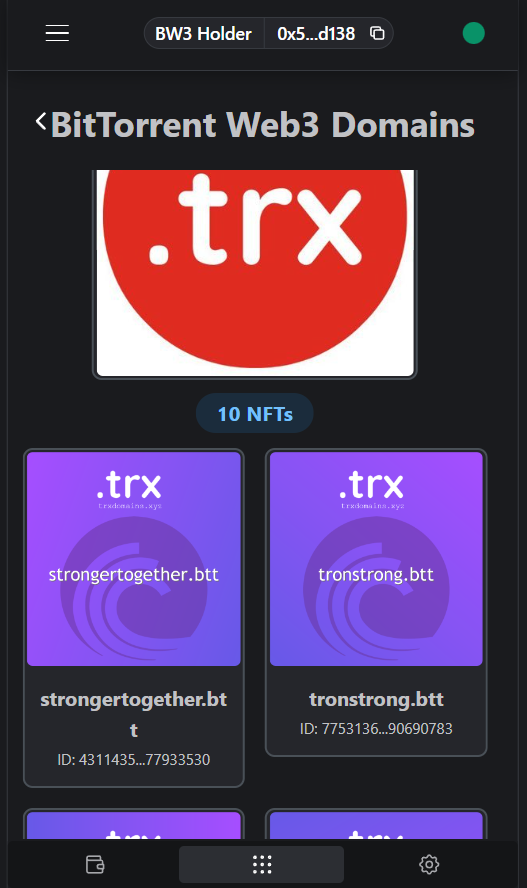 BW3 Holder 0x5...d138
BitTorrent Web3 Domains
.trx
10 NFTs
.trx
trxdomains.xyz
strongertogether.btt
strongertogether.bt
t
ID: 4311435...77933530
.trx
trxdomains.xyz
tronstrong.btt
tronstrong.btt
ID: 7753136...90690783
.trx
.trx